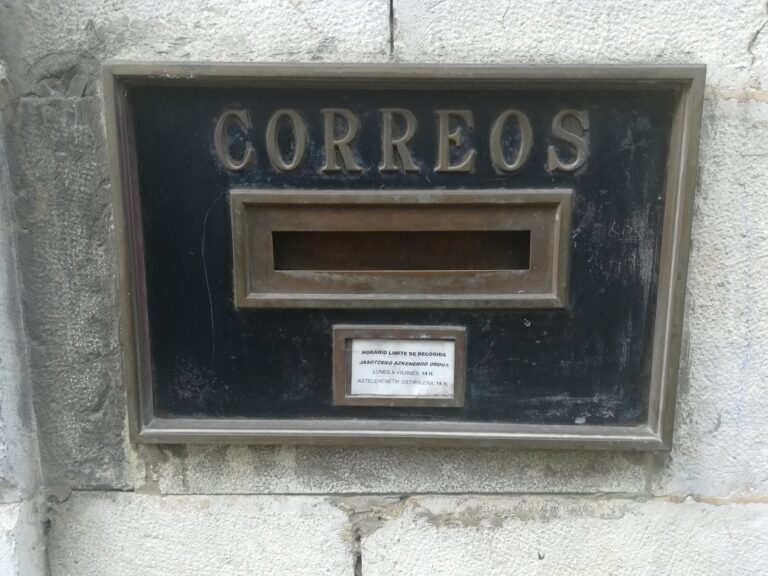 CORREOS
HORARIO LIMITE DE RECOGIDA
JASOTZEKO AZKENENGO ORDUA
LUNES A VIERNES: 14 H.
ASTELEHENETIK OSTIRALERA: 14 H.